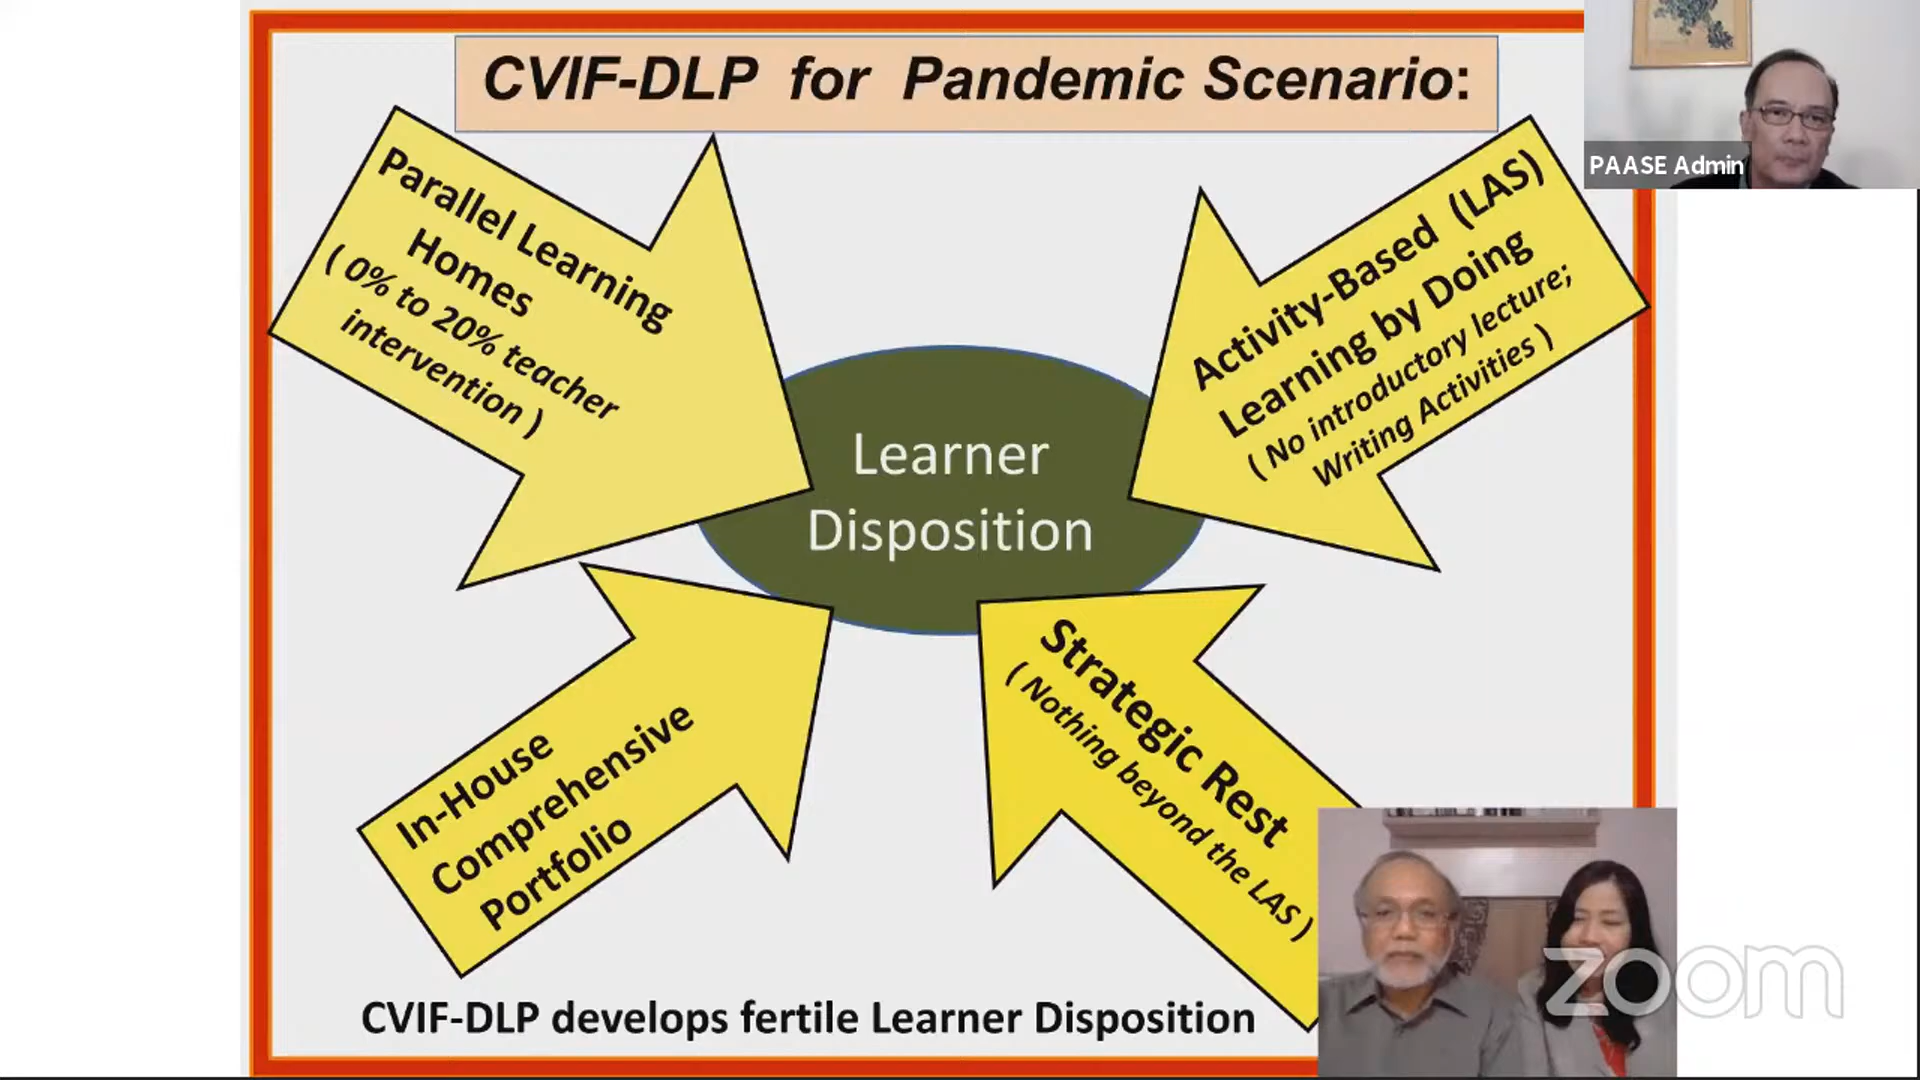 CVIF-DLP for Pandemic Scenario:
PAASE Admin
Parallel Learning
Homes
( 0% to 20% teacher
intervention )
Activity-Based (LAS)
Learning by Doing
( No introductory lecture;
Writing Activities )
Learner
Disposition
In-House
Comprehensive
Portfolio
Strategic Rest
( Nothing beyond the LAS )
CVIF-DLP develops fertile Learner Disposition
zoom